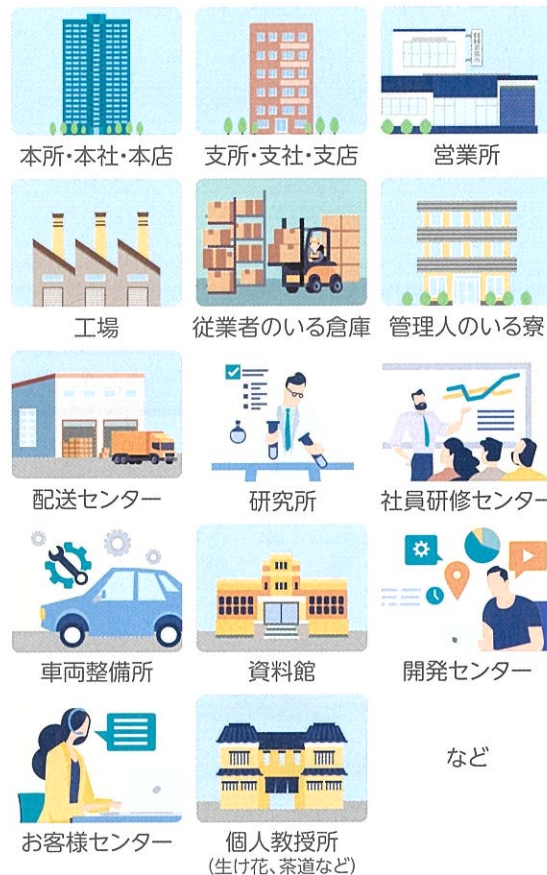 本所・本社・本店
支所・支社・支店
営業所
工場
従業者のいる倉庫
管理人のいる寮
配送センター
研究所
社員研修センター
車両整備所
資料館
開発センター
お客様センター
個人教授所
(生け花、茶道など)
など